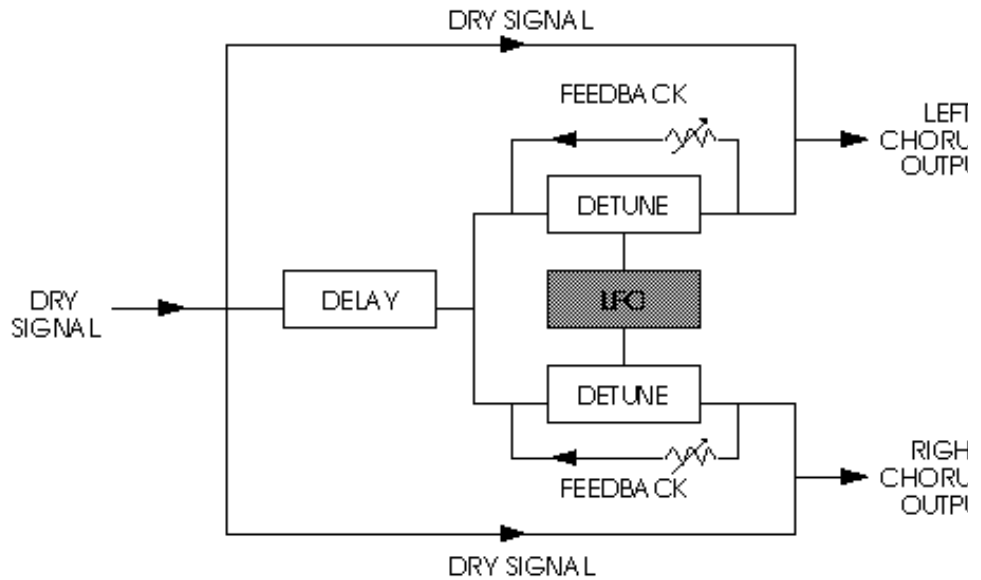 DRY SIGNAL
FEEDBACK
LEFT
CHORU
OUTPU
DETUNE
DRY
SIGNAL
DELAY
LFO
DETUNE
FEEDBACK
RIGH
CHORU
OUTPU
DRY SIGNAL